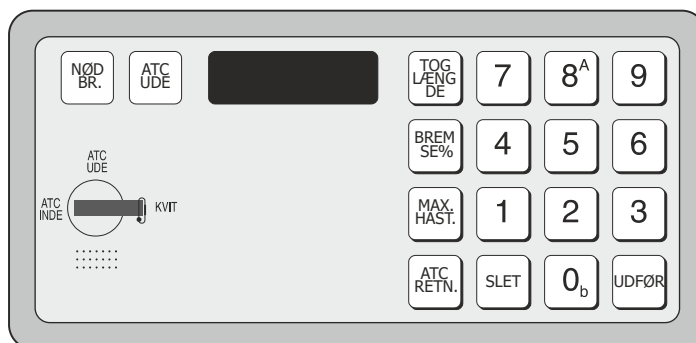 NØD
BR.
ATC
UDE
TOG
LÆNG
DE
7
8A
9
BREM
SE%
4
5
6
ATC
UDE
ATC
INDE
KVIT
MAX.
HAST.
1
2
3
ATC
RETN.
SLET
0b
UDFØR